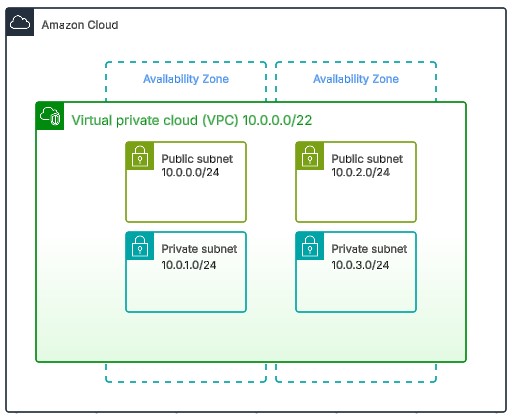 Amazon Cloud
Availability Zone
Availability Zone
Virtual private cloud (VPC) 10.0.0.0/22
Public subnet
10.0.0.0/24
Public subnet
10.0.2.0/24
Private subnet
10.0.1.0/24
Private subnet
10.0.3.0/24